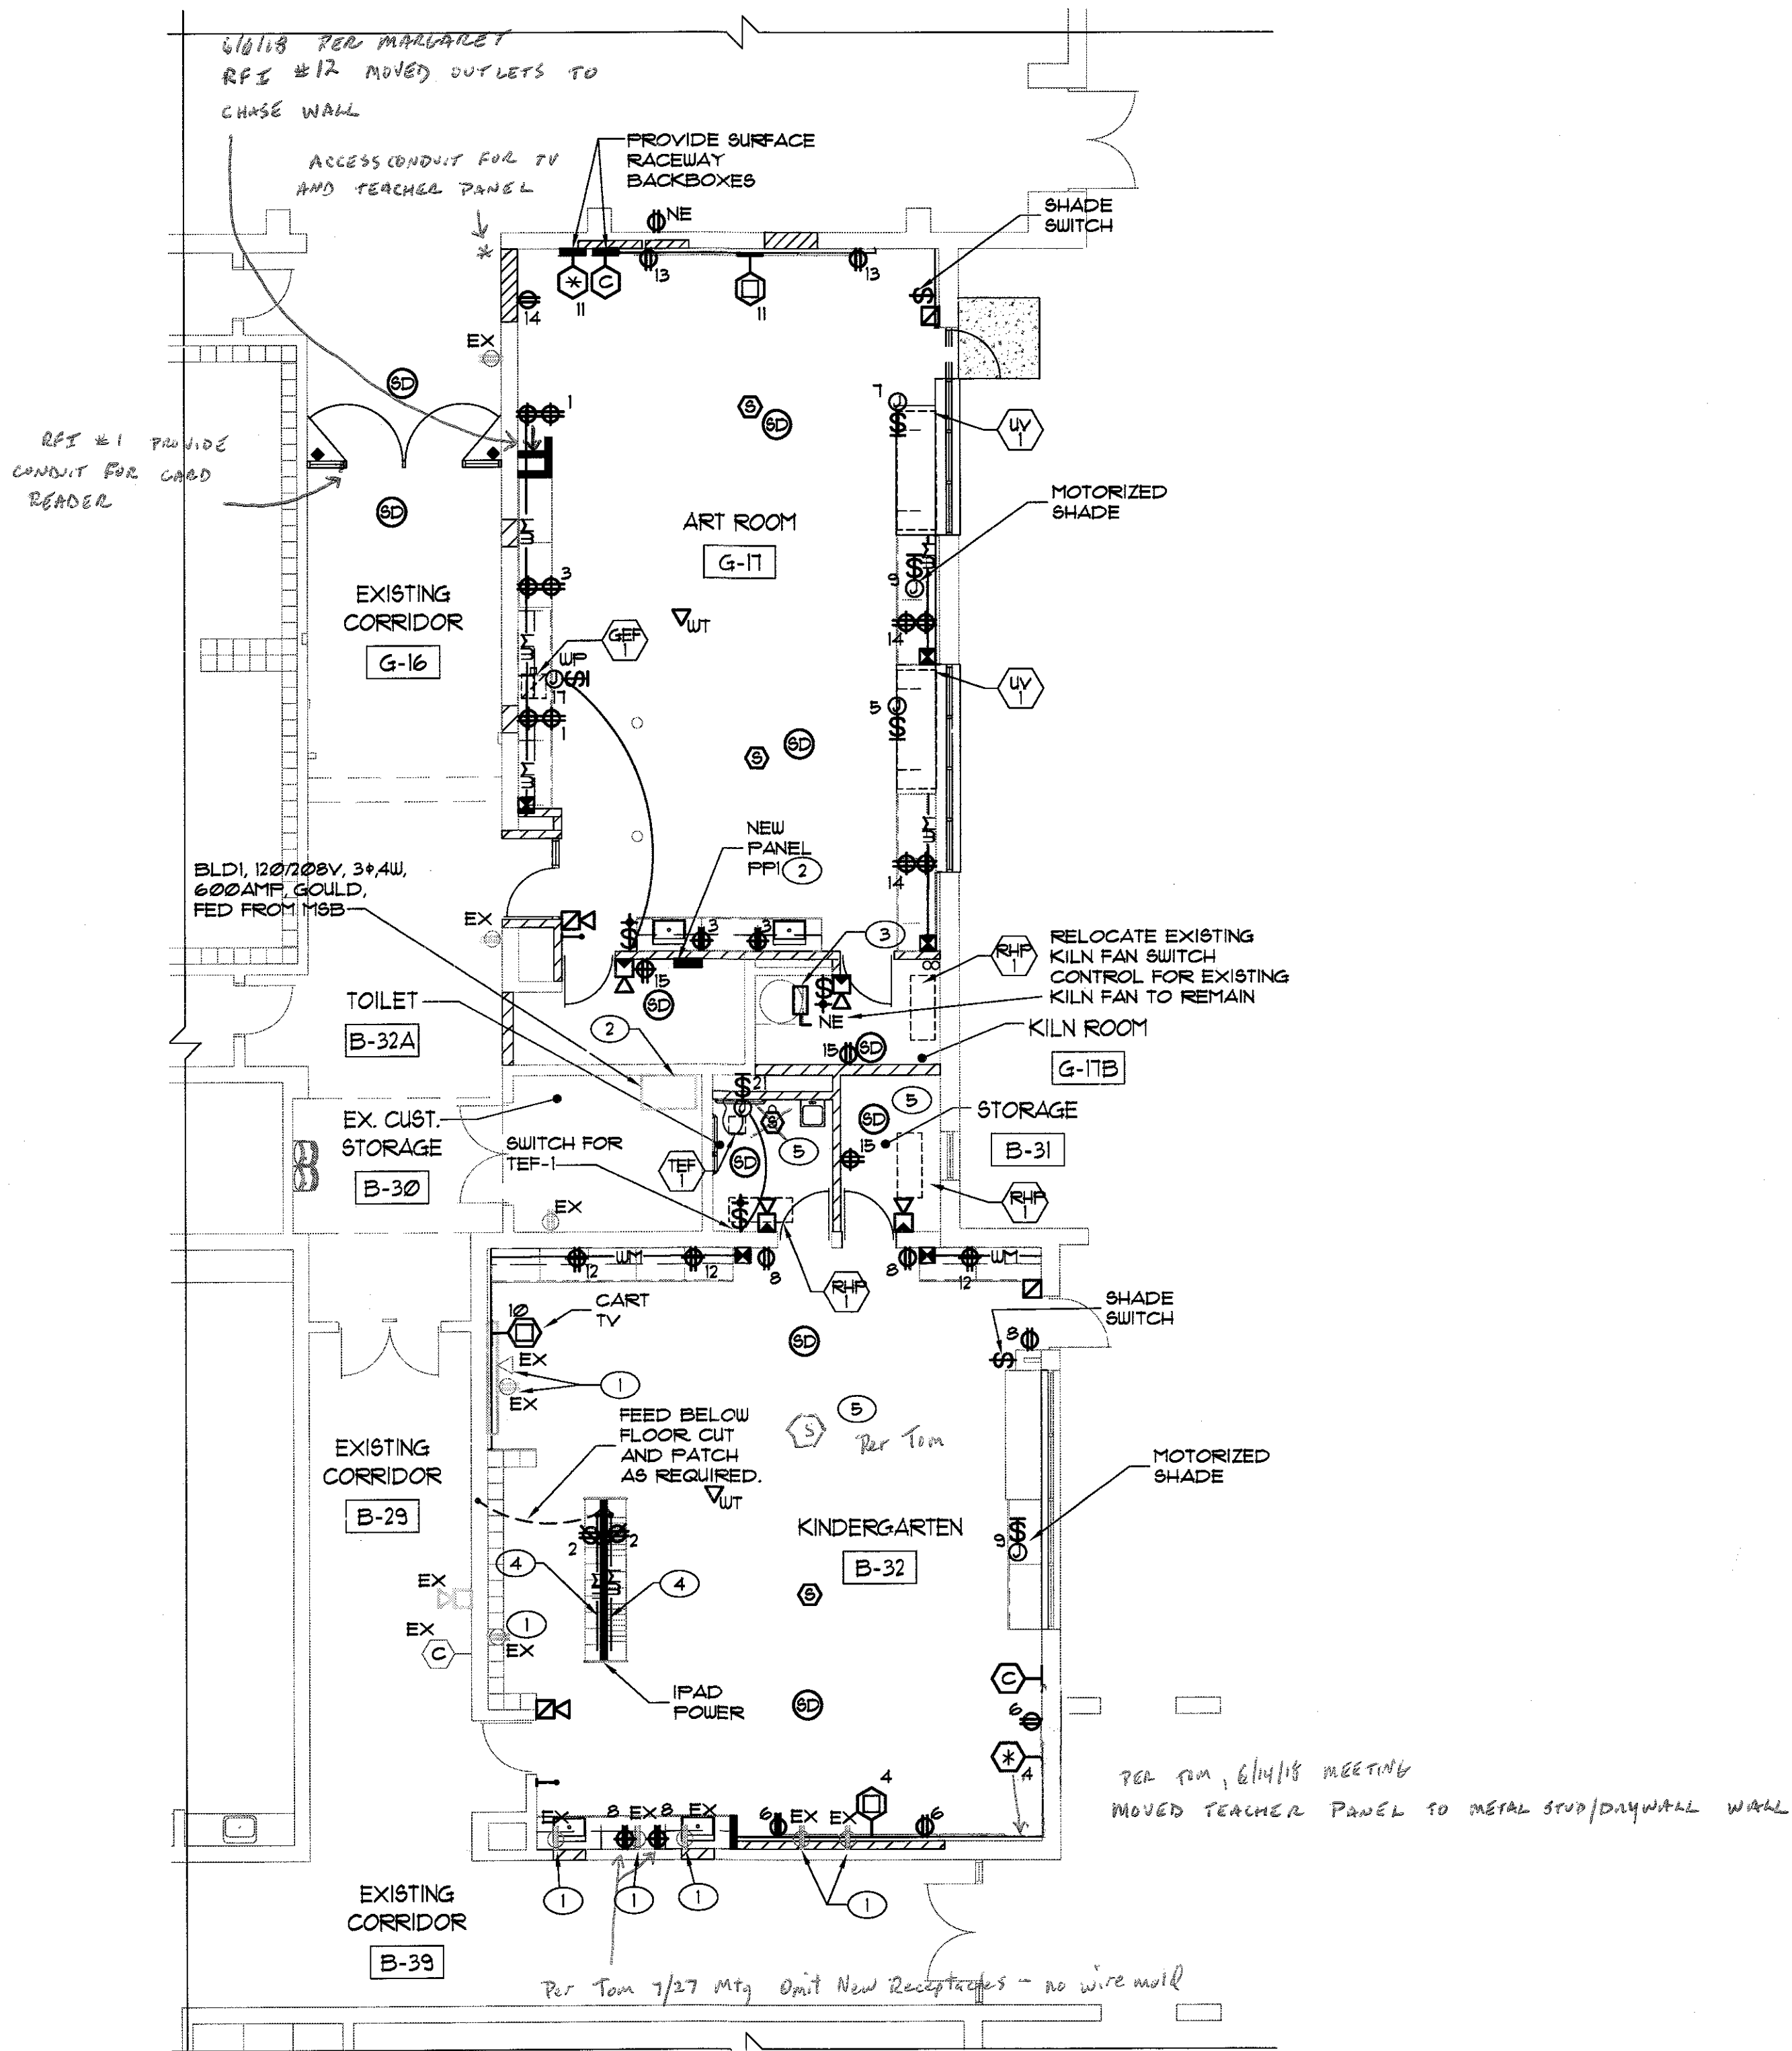 6/6/18 PER MARGARET
RFI #12 MOVED OUTLETS TO
CHASE WALL
ACCESS CONDUIT FOR TV
AND TEACHER PANEL
*
PROVIDE SURFACE
RACEWAY
BACKBOXES
NE
SHADE
SWITCH
13
13
*
C
11
11
14
EX
SD
1
S
SD
7
UV
1
RFI #1 PROVIDE
CONDUIT FOR CARD
READER
SD
MOTORIZED
SHADE
ART ROOM
G-17
3
9
EXISTING
CORRIDOR
G-16
WT
14
GEF
1
WP
J
7
UV
1
5
1
S
SD
WM
NEW
PANEL
PP1 2
14
BLD1, 120/208V, 3φ,4W,
600AMP, GOULD,
FED FROM MSB
EX
3
3
3
RHP
1
RELOCATE EXISTING
KILN FAN SWITCH
CONTROL FOR EXISTING
KILN FAN TO REMAIN
15
SD
NE
TOILET
B-32A
2
15
SD
KILN ROOM
G-17B
EX. CUST.
STORAGE
B-30
2
S
5
SD
5
STORAGE
B-31
SWITCH FOR
TEF-1
TEF
1
SD
15
RHP
1
EX
S
12
WM
12
8
8
12
WM
RHP
1
10
CART
TV
SD
SHADE
SWITCH
8
EX
1
EX
FEED BELOW
FLOOR CUT
AND PATCH
AS REQUIRED.
5
S
Per Tom
EXISTING
CORRIDOR
B-29
WT
MOTORIZED
SHADE
KINDERGARTEN
B-32
2
2
9
J
4
4
EX
S
EX
C
1
EX
C
IPAD
POWER
SD
6
*
4
PER TOM, 6/14/18 MEETING
MOVED TEACHER PANEL TO METAL STUD/DRYWALL WALL
4
EX
8
EX
8
EX
6
EX
EX
6
1
1
1
1
EXISTING
CORRIDOR
B-39
Per Tom 7/27 Mtg Omit New Receptacles - no wire mold